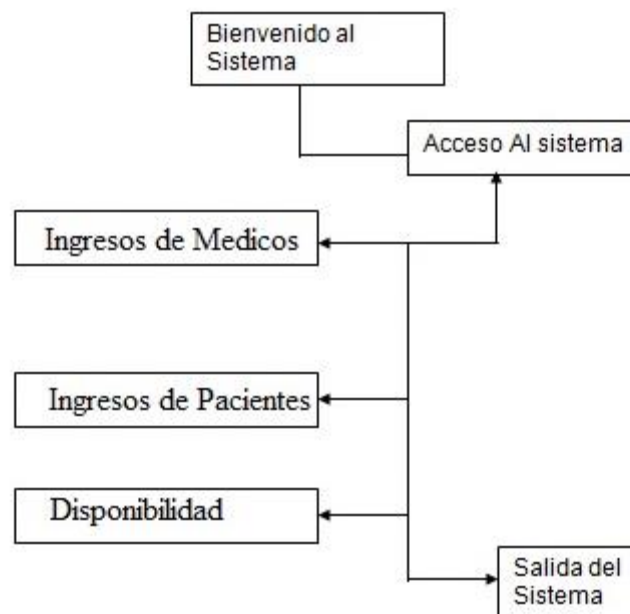 Bienvenido al
Sistema
Acceso Al sistema
Ingresos de Medicos
Ingresos de Pacientes
Disponibilidad
Salida del
Sistema